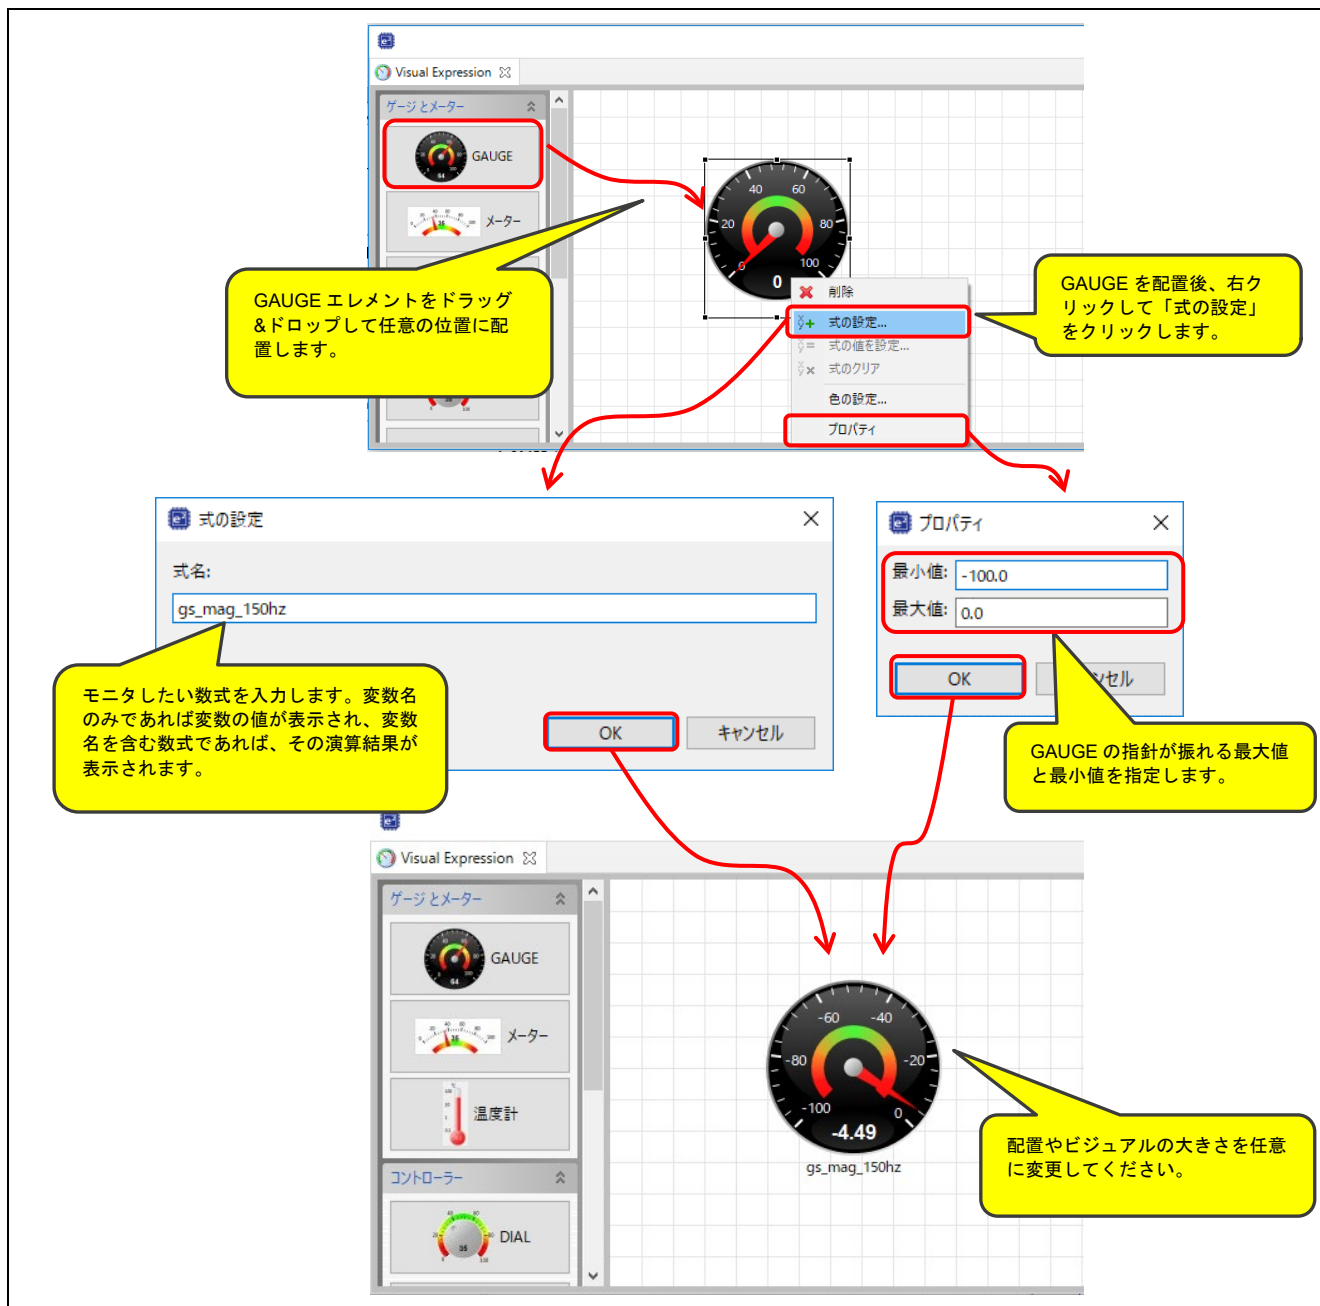 Visual Expression
ゲージ とメーター
GAUGE
メーター
40
60
20
80
0
100
0
削除
式の設定...
式の値を設定...
式のクリア
色の設定...
プロパティ
GAUGE エレメントをドラッグ
&ドロップして任意の位置に配
置します。
GAUGE を配置後、右ク
リックして「式の設定」
をクリックします。
式の設定
式名:
gs_mag_150hz
OK
キャンセル
プロパティ
最小値:
-100.0
最大値:
0.0
OK
ンセル
モニタしたい数式を入力します。変数名
のみであれば変数の値が表示され、変数
名を含む数式であれば、その演算結果が
表示されます。
GAUGE の指針が振れる最大値
と最小値を指定します。
Visual Expression
ゲージ とメーター
GAUGE
メーター
温度計
コントローラー
DIAL
-60
-40
-80
-20
-100
0
-4.49
gs_mag_150hz
配置やビジュアルの大きさを任意
に変更してください。